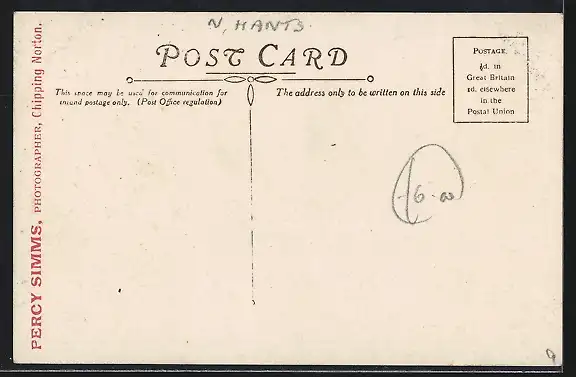 N, HANTS.
POST CARD
This space may be used for communication for
inland postage only. (Post Office regulation)
The address only to be written on this side
POSTAGE.
½d. in
Great Britain
1d. elsewhere
in the
Postal Union
6.00
PERCY SIMMS, PHOTOGRAPHER, Chipping Norton.
9